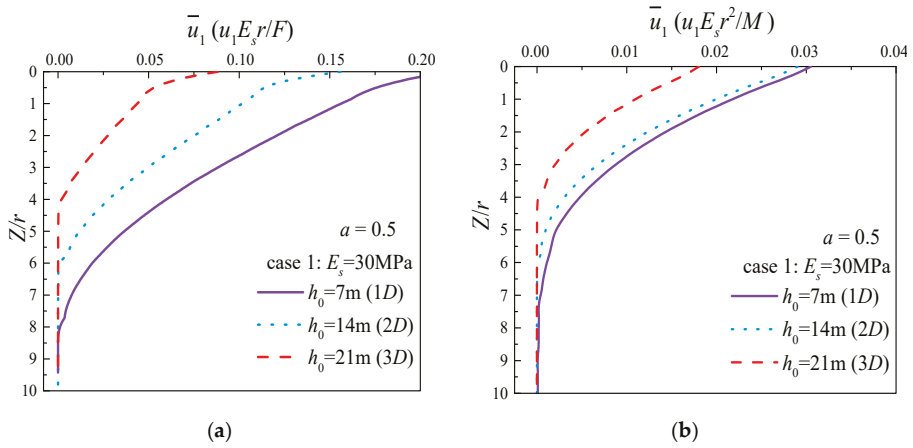 u̅₁ (u₁Eₛr/F)
0.00 0.05 0.10 0.15 0.20
0
1
2
3
4
5
6
7
8
9
10
Z/r
a = 0.5
case 1: Eₛ=30MPa
h₀=7m (1D)
h₀=14m (2D)
h₀=21m (3D)
(a)
u̅₁ (u₁Eₛr²/M)
0.00 0.01 0.02 0.03 0.04
0
1
2
3
4
5
6
7
8
9
10
Z/r
a = 0.5
case 1: Eₛ=30MPa
h₀=7m (1D)
h₀=14m (2D)
h₀=21m (3D)
(b)